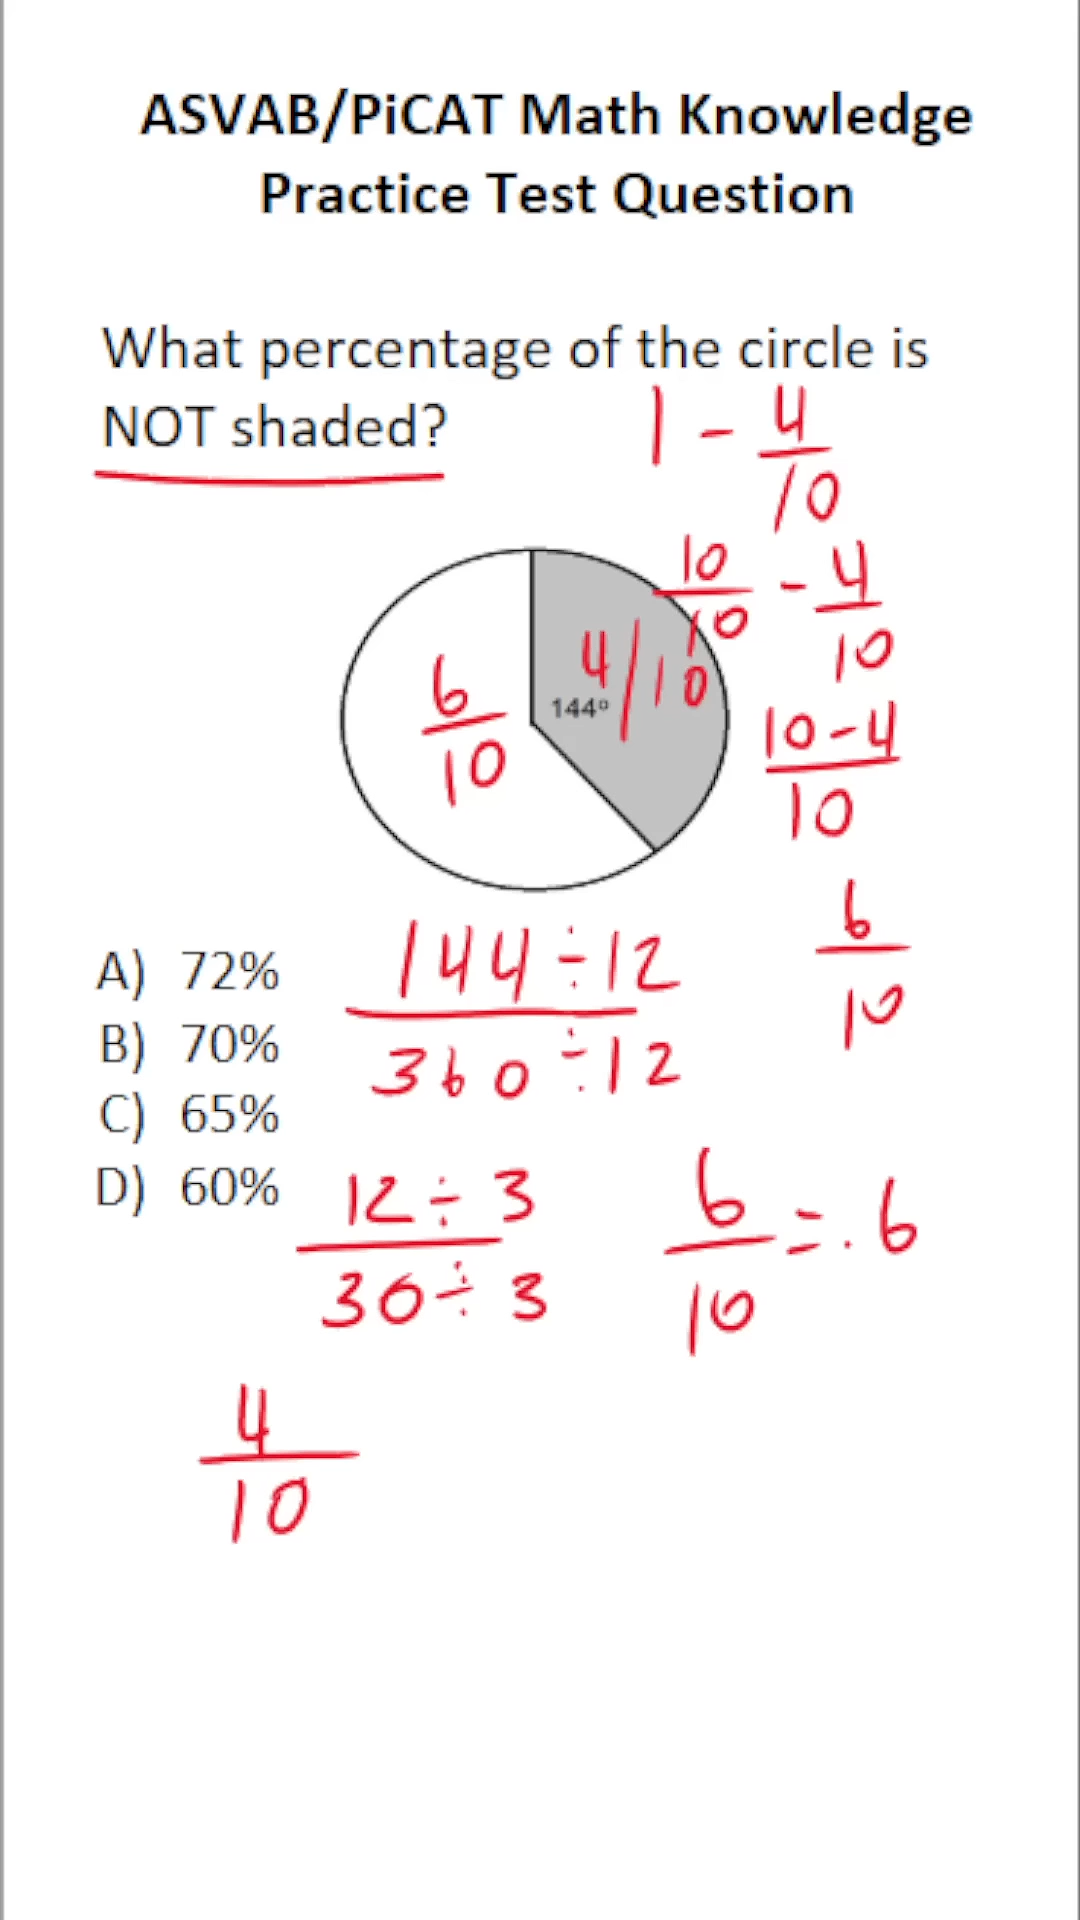 ASVAB/PiCAT Math Knowledge
Practice Test Question
What percentage of the circle is
NOT shaded?
1 - 4/10
10/10 - 4/10
10-4/10
6/10
6/10
4/10
144º
A) 72%
B) 70%
C) 65%
D) 60%
144÷12
360÷12
12÷3
30÷3
4
10
6/10 = .6